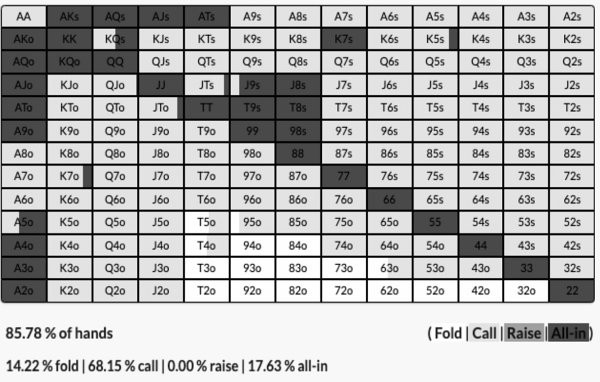 AA AKs AQs AJs ATs A9s A8s A7s A6s A5s A4s A3s A2s
AKo KK KQs KJs KTs K9s K8s K7s K6s K5s K4s K3s K2s
AQo KQo QQ QJs QTs Q9s Q8s Q7s Q6s Q5s Q4s Q3s Q2s
AJo KJo QJo JJ JTs J9s J8s J7s J6s J5s J4s J3s J2s
ATo KTo QTo JTo TT T9s T8s T7s T6s T5s T4s T3s T2s
A9o K9o Q9o J9o T9o 99 98s 97s 96s 95s 94s 93s 92s
A8o K8o Q8o J8o T8o 98o 88 87s 86s 85s 84s 83s 82s
A7o K7o Q7o J7o T7o 97o 87o 77 76s 75s 74s 73s 72s
A6o K6o Q6o J6o T6o 96o 86o 76o 66 65s 64s 63s 62s
A5o K5o Q5o J5o T5o 95o 85o 75o 65o 55 54s 53s 52s
A4o K4o Q4o J4o T4o 94o 84o 74o 64o 54o 44 43s 42s
A3o K3o Q3o J3o T3o 93o 83o 73o 63o 53o 43o 33 32s
A2o K2o Q2o J2o T2o 92o 82o 72o 62o 52o 42o 32o 22
85.78 % of hands ( Fold | Call | Raise | All-in )
14.22 % fold | 68.15 % call | 0.00 % raise | 17.63 % all-in